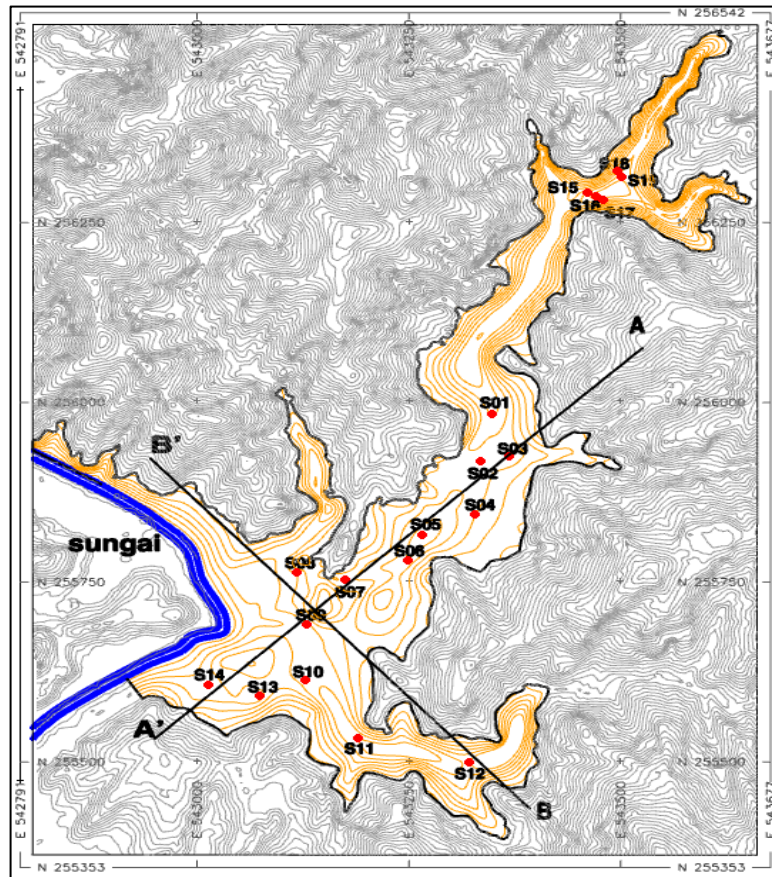 N 256542
E 542791
E 543000
E 543250
E 543500
E 543677
S18
S19
S15
S16
S17
N 256250
N 256250
A
N 256000
N 256000
S01
B'
S03
S02
S04
sungai
S05
S06
S08
N 255750
N 255750
S07
S09
S10
S14
S13
A'
S11
N 255500
N 255500
S12
B
E 542791
E 543000
E 543250
E 543500
E 543677
N 255353
N 255353